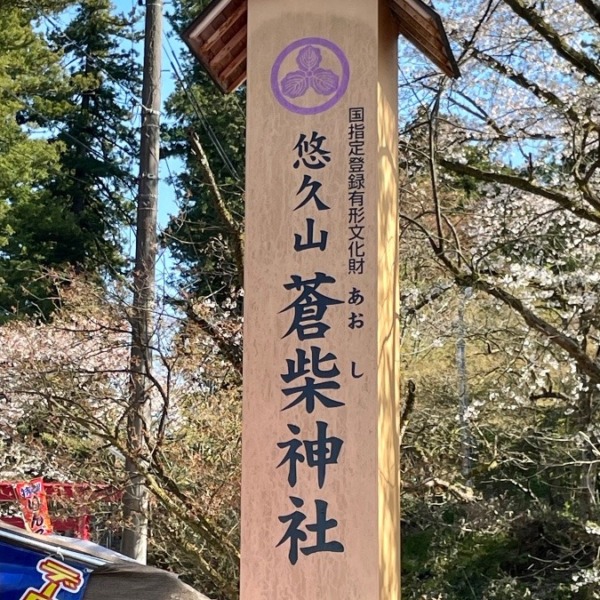 国指定登録有形文化財
悠久山
蒼柴神社
あおし